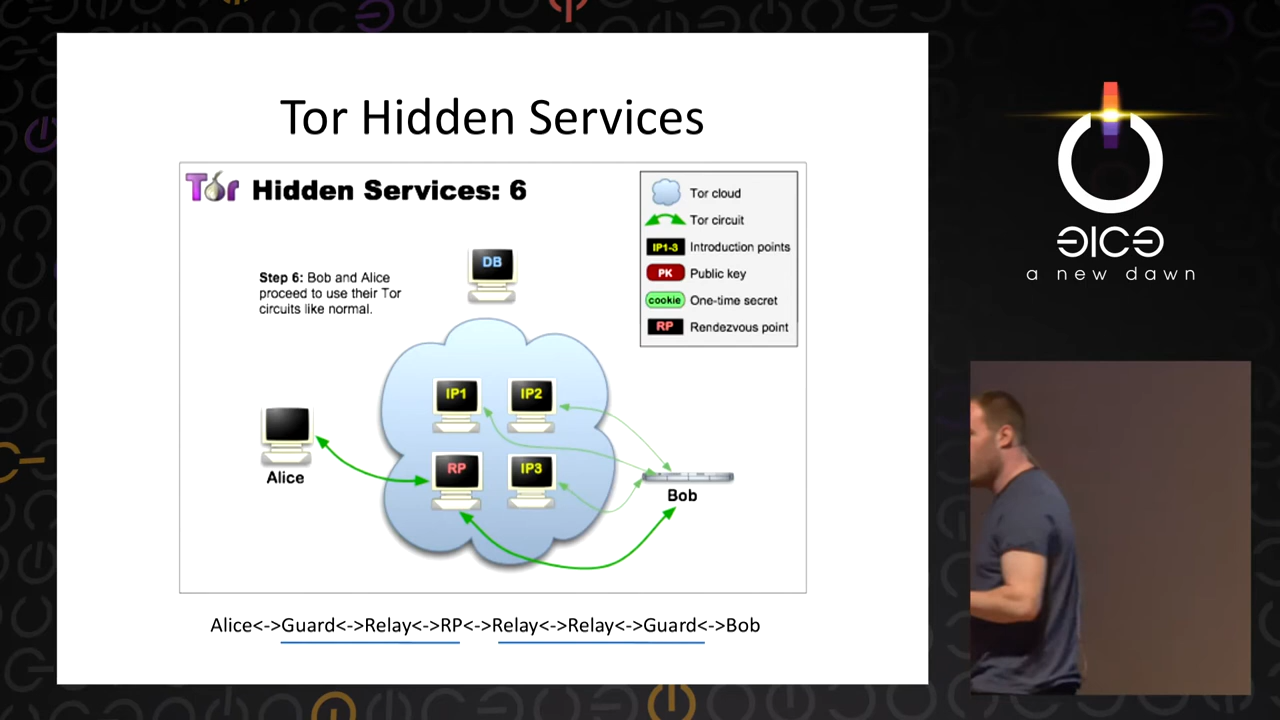 Tor Hidden Services
Tor Hidden Services: 6
Tor cloud
Tor circuit
IP1-3 Introduction points
PK Public key
cookie One-time secret
RP Rendezvous point
DB
Step 6: Bob and Alice
proceed to use their Tor
circuits like normal.
IP1 IP2
RP IP3
Alice
Bob
Alice<->Guard<->Relay<->RP<->Relay<->Relay<->Guard<->Bob
a new dawn